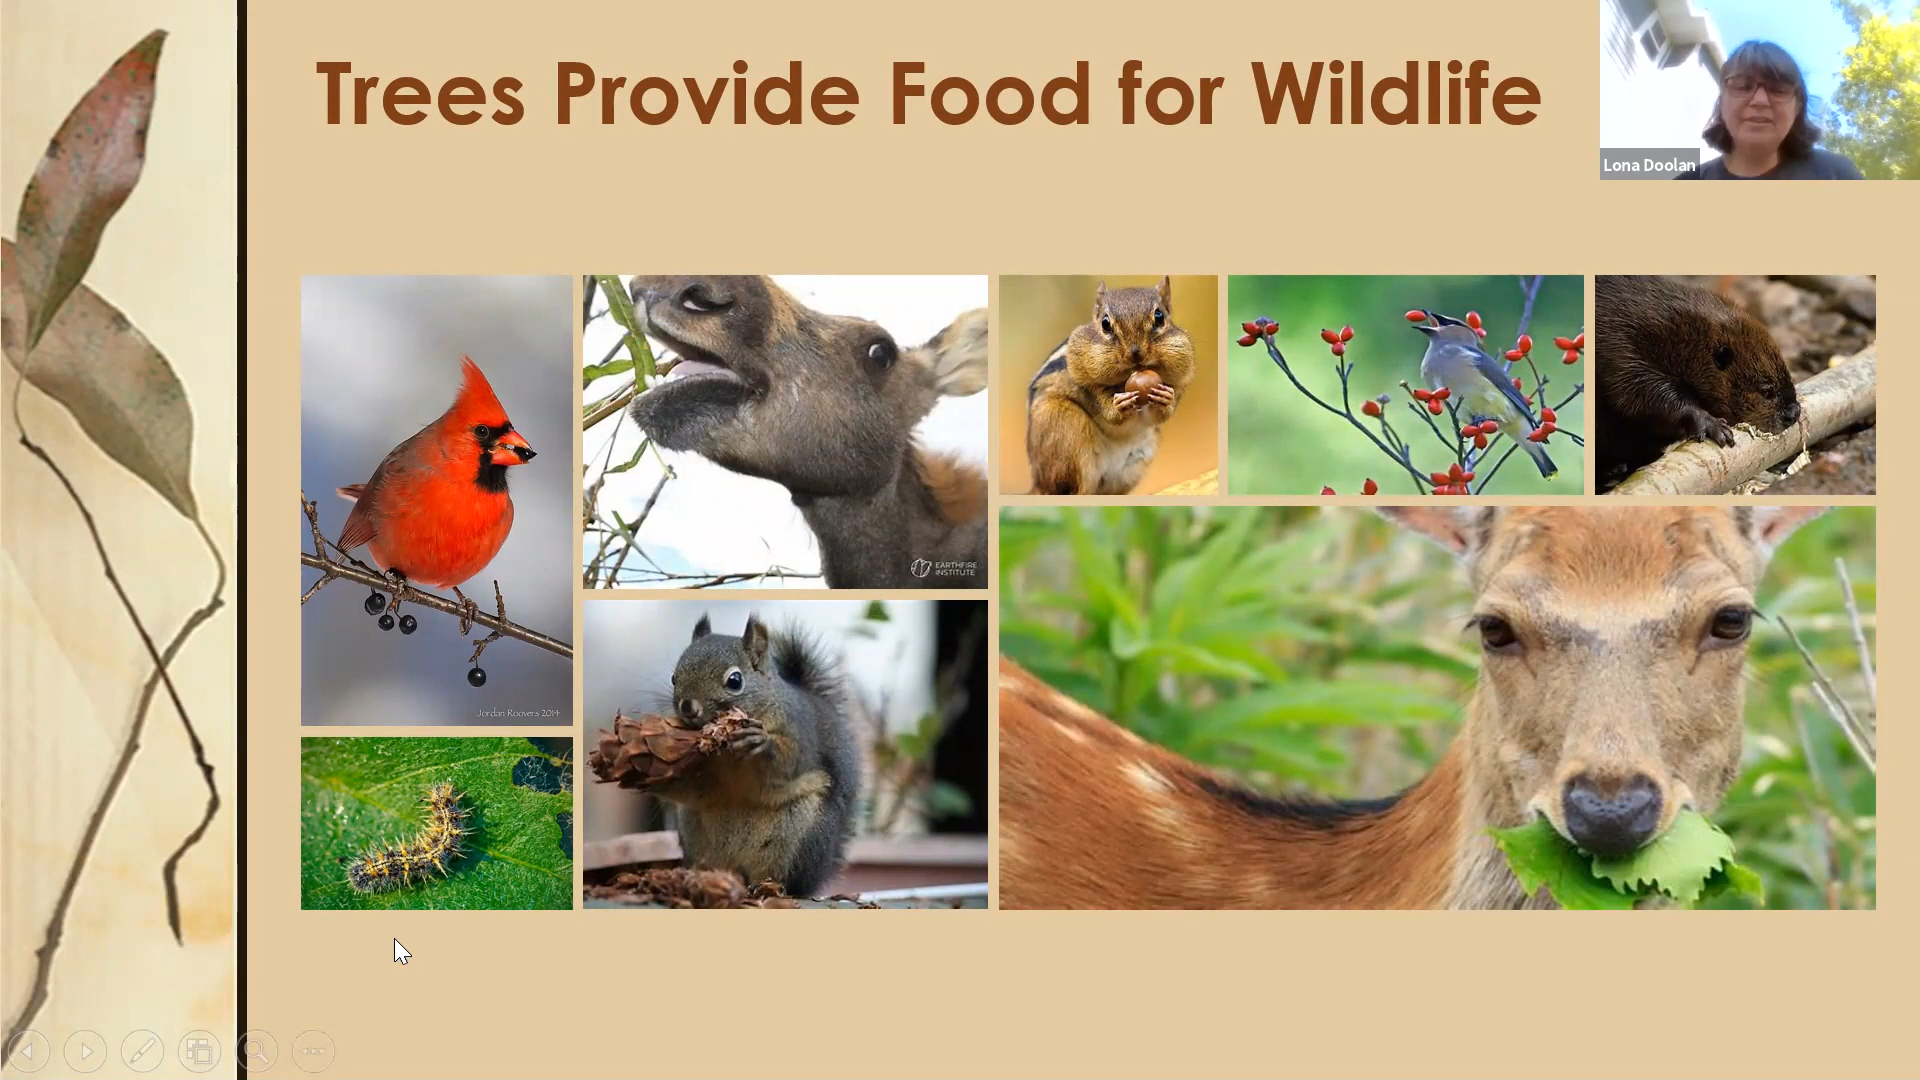 Trees Provide Food for Wildlife
Lona Doolan
EARTHFIRE
INSTITUTE
Jordan Roovers 2014